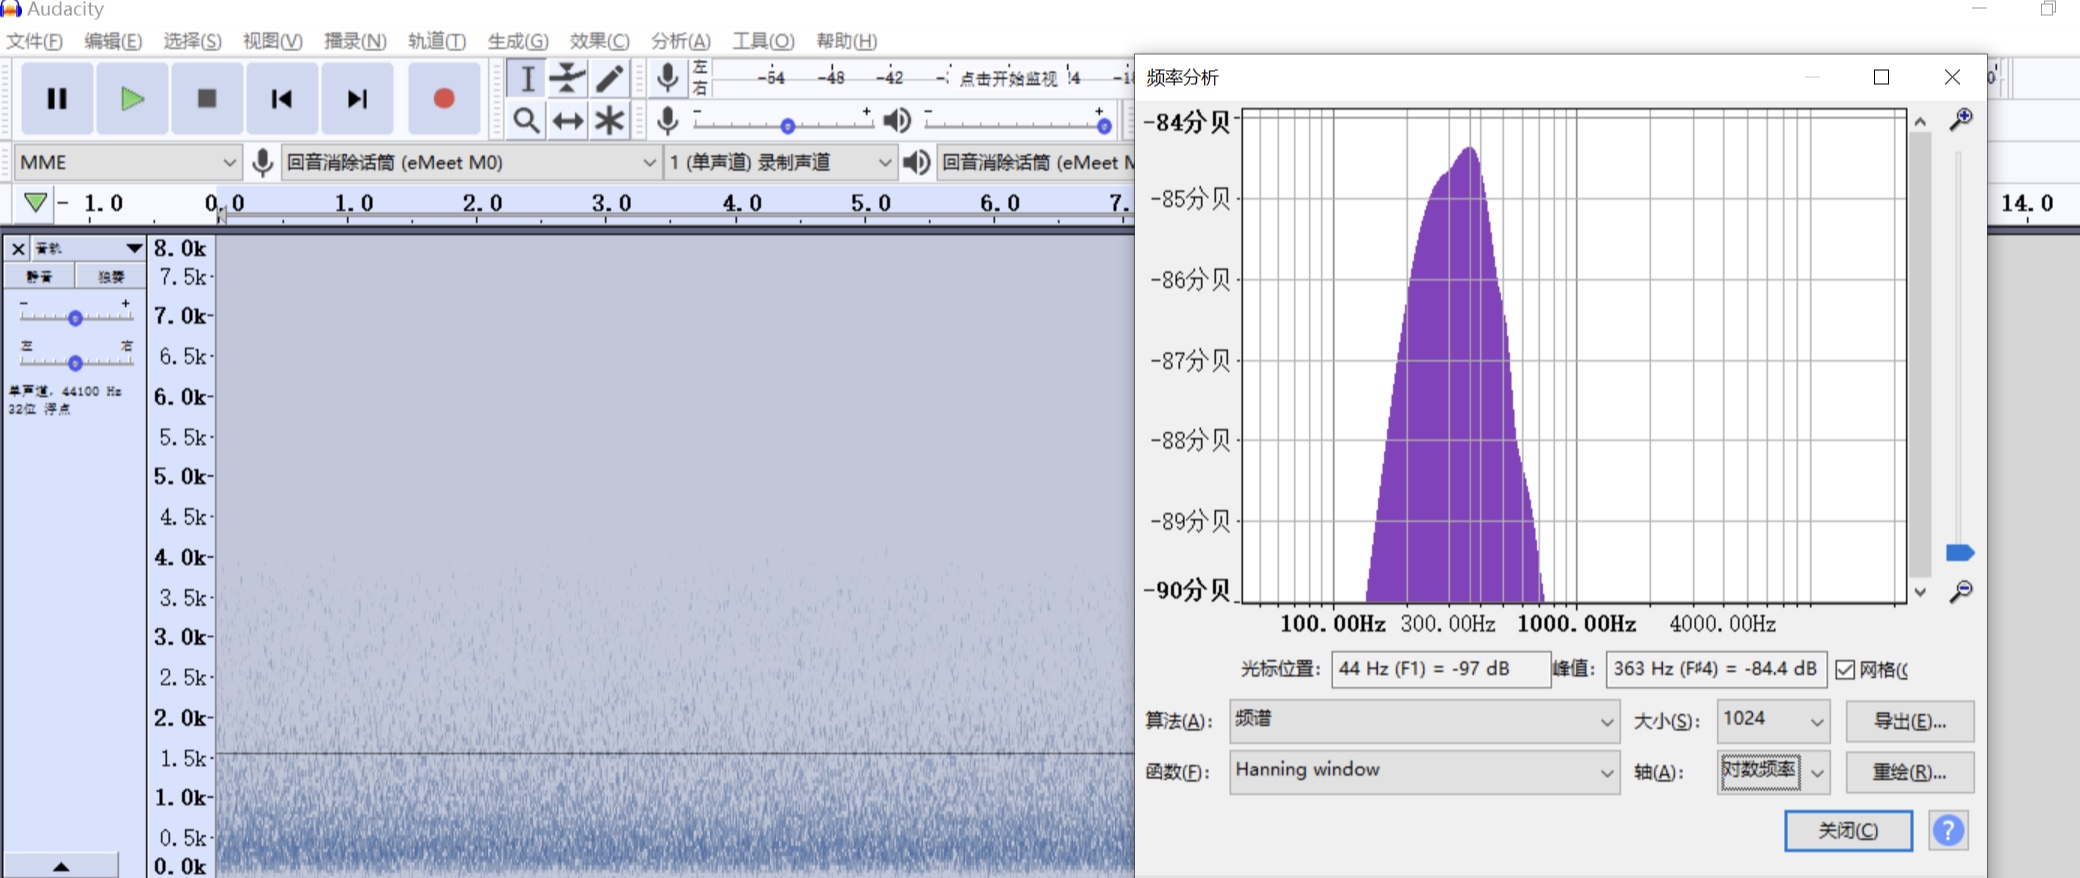 Audacity
文件(F) 编辑(E) 选择(S) 视图(V) 播录(N) 轨道(T) 生成(G) 效果(C) 分析(A) 工具(O) 帮助(H)
左
右
-54 -48 -42 点击开始监视
MME
回音消除话筒 (eMeet M0)
1 (单声道) 录制声道
回音消除话筒 (eMeet M
- 1.0 0.0 1.0 2.0 3.0 4.0 5.0 6.0 7. 14.0
音轨
静音 独奏
- +
左 右
单声道, 44100 Hz
32位 浮点
8.0k
7.5k
7.0k
6.5k
6.0k
5.5k
5.0k
4.5k
4.0k
3.5k
3.0k
2.5k
2.0k
1.5k
1.0k
0.5k
0.0k
频率分析
-84分贝
-85分贝
-86分贝
-87分贝
-88分贝
-89分贝
-90分贝
100.00Hz 300.00Hz 1000.00Hz 4000.00Hz
光标位置: 44 Hz (F1) = -97 dB 峰值: 363 Hz (F♯4) = -84.4 dB 网格(
算法(A): 频谱 大小(S): 1024 导出(E)...
函数(F): Hanning window 轴(A): 对数频率 重绘(R)...
关闭(C) ?